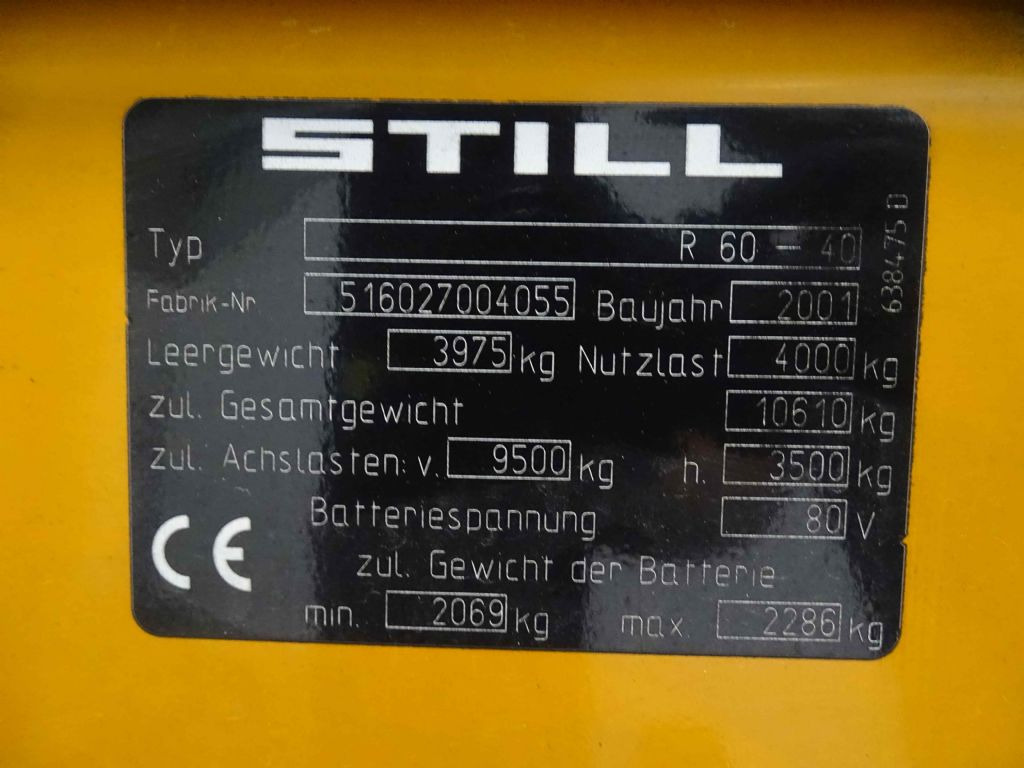 STILL
Typ R 60 - 40
Fabrik-Nr 516027004055 Baujahr 2001
Leergewicht 3975 kg Nutzlast 4000 kg
zul. Gesamtgewicht 10610 kg
zul. Achslasten: v. 9500 kg h. 3500 kg
Batteriespannung 80 V
zul. Gewicht der Batterie
min. 2069 kg max. 2286 kg
CE
638475 D